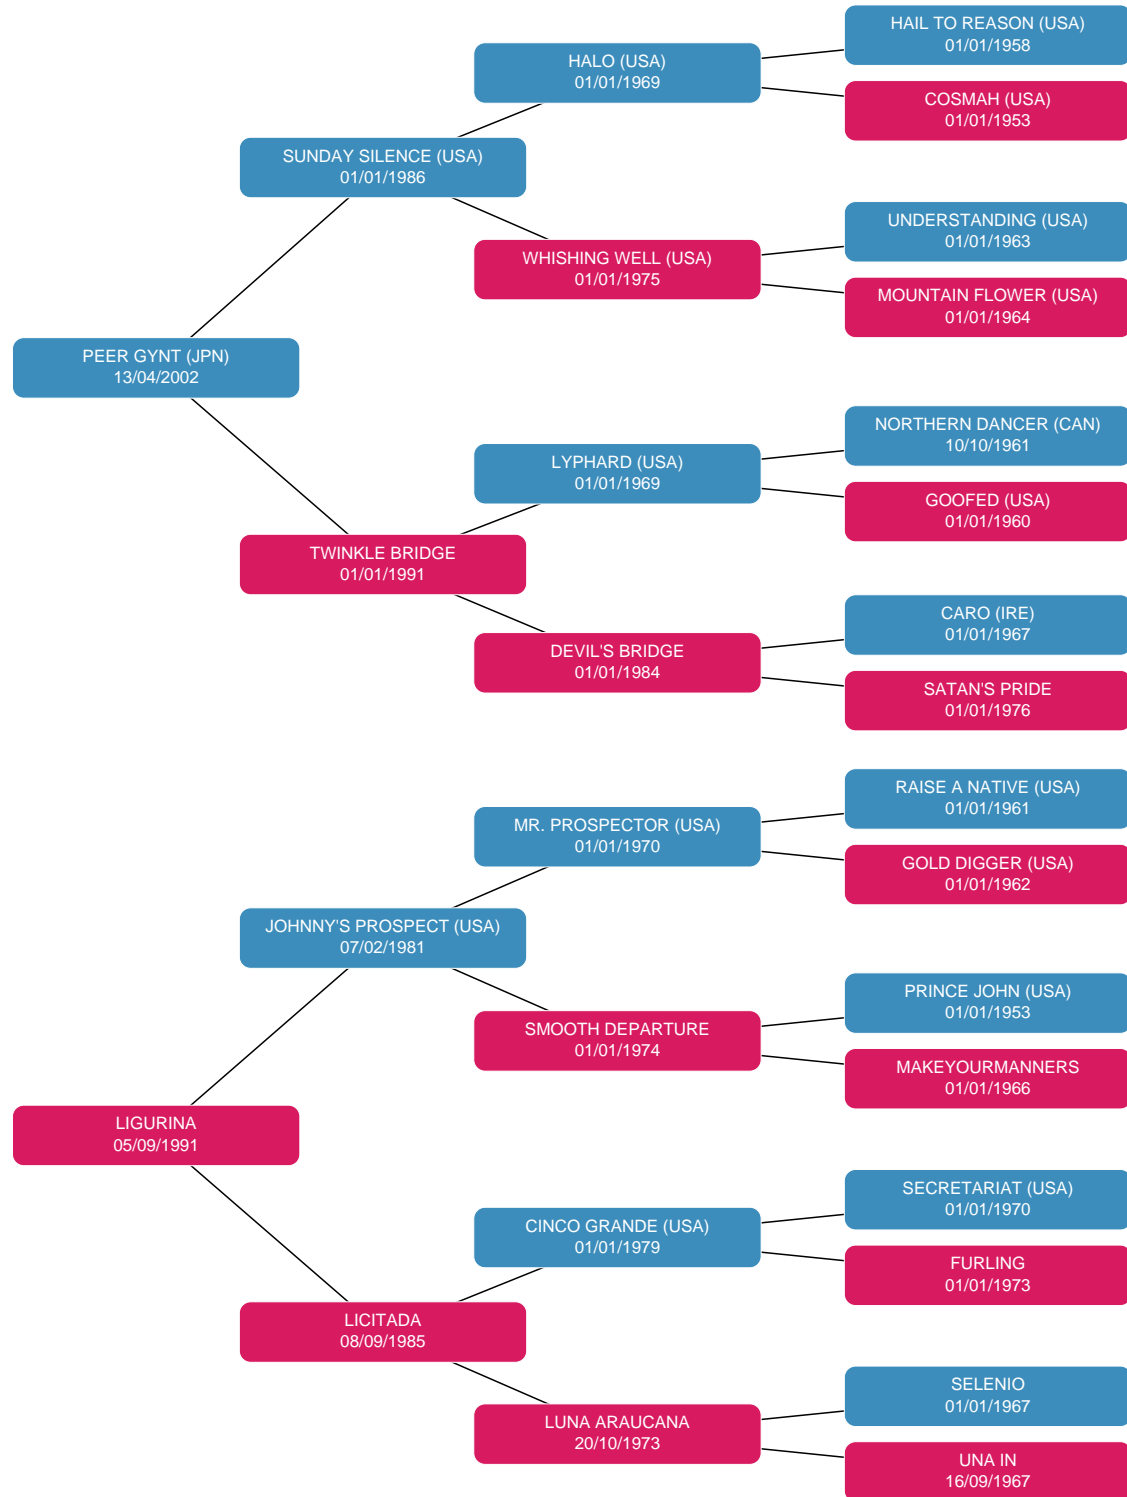 HAIL TO REASON (USA)
01/01/1958
HALO (USA)
01/01/1969
COSMAH (USA)
01/01/1953
SUNDAY SILENCE (USA)
01/01/1986
UNDERSTANDING (USA)
01/01/1963
WHISHING WELL (USA)
01/01/1975
MOUNTAIN FLOWER (USA)
01/01/1964
PEER GYNT (JPN)
13/04/2002
NORTHERN DANCER (CAN)
10/10/1961
LYPHARD (USA)
01/01/1969
GOOFED (USA)
01/01/1960
TWINKLE BRIDGE
01/01/1991
CARO (IRE)
01/01/1967
DEVIL'S BRIDGE
01/01/1984
SATAN'S PRIDE
01/01/1976
RAISE A NATIVE (USA)
01/01/1961
MR. PROSPECTOR (USA)
01/01/1970
GOLD DIGGER (USA)
01/01/1962
JOHNNY'S PROSPECT (USA)
07/02/1981
PRINCE JOHN (USA)
01/01/1953
SMOOTH DEPARTURE
01/01/1974
MAKEYOURMANNERS
01/01/1966
LIGURINA
05/09/1991
SECRETARIAT (USA)
01/01/1970
CINCO GRANDE (USA)
01/01/1979
FURLING
01/01/1973
LICITADA
08/09/1985
SELENIO
01/01/1967
LUNA ARAUCANA
20/10/1973
UNA IN
16/09/1967